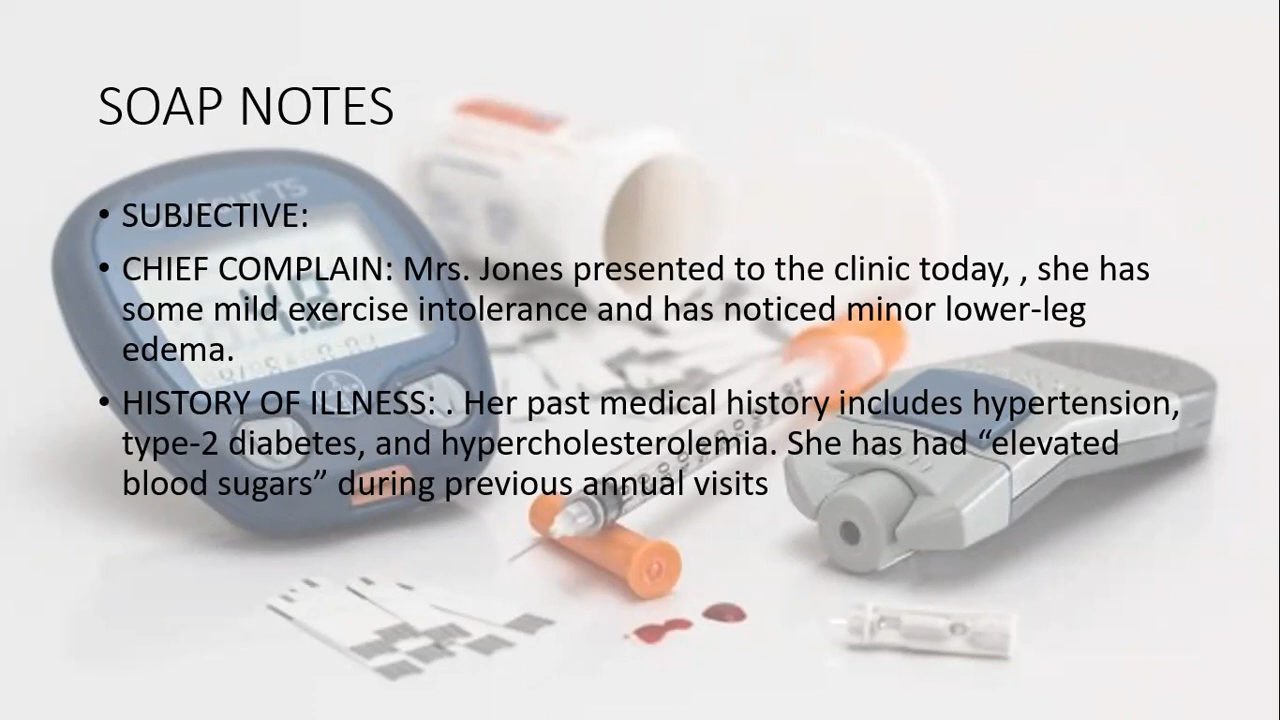 SOAP NOTES
• SUBJECTIVE:
• CHIEF COMPLAIN: Mrs. Jones presented to the clinic today, , she has
some mild exercise intolerance and has noticed minor lower-leg
edema.
• HISTORY OF ILLNESS: . Her past medical history includes hypertension,
type-2 diabetes, and hypercholesterolemia. She has had “elevated
blood sugars” during previous annual visits